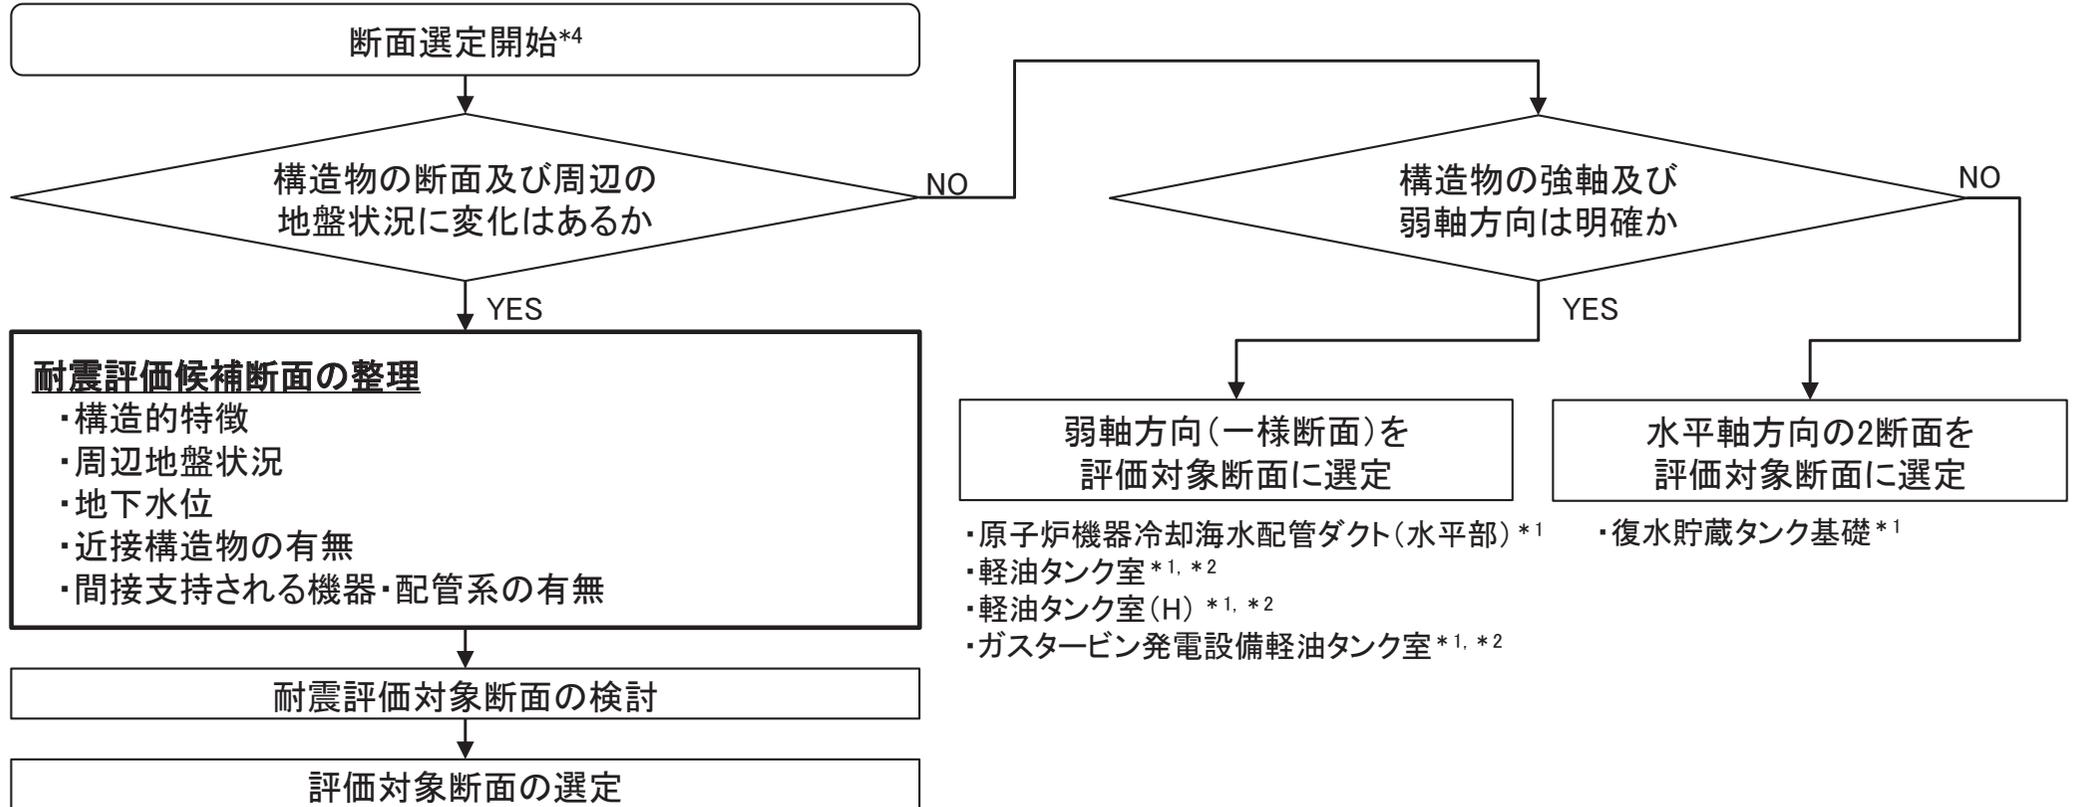 断面選定開始*4
構造物の断面及び周辺の
地盤状況に変化はあるか
NO
YES
耐震評価候補断面の整理
・構造的特徴
・周辺地盤状況
・地下水位
・近接構造物の有無
・間接支持される機器・配管系の有無
耐震評価対象断面の検討
評価対象断面の選定
構造物の強軸及び
弱軸方向は明確か
NO
YES
弱軸方向(一様断面)を
評価対象断面に選定
・原子炉機器冷却海水配管ダクト(水平部)*1
・軽油タンク室*1, *2
・軽油タンク室(H) *1, *2
・ガスタービン発電設備軽油タンク室*1, *2
水平軸方向の2断面を
評価対象断面に選定
・復水貯蔵タンク基礎*1